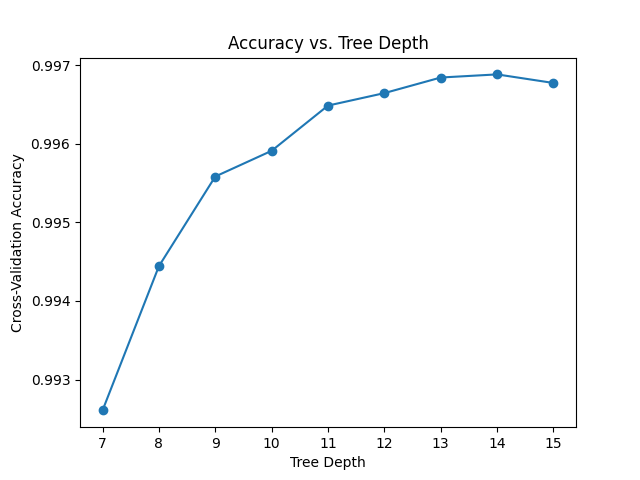 Accuracy vs. Tree Depth
0.997
0.996
0.995
0.994
0.993
Cross-Validation Accuracy
7 8 9 10 11 12 13 14 15
Tree Depth